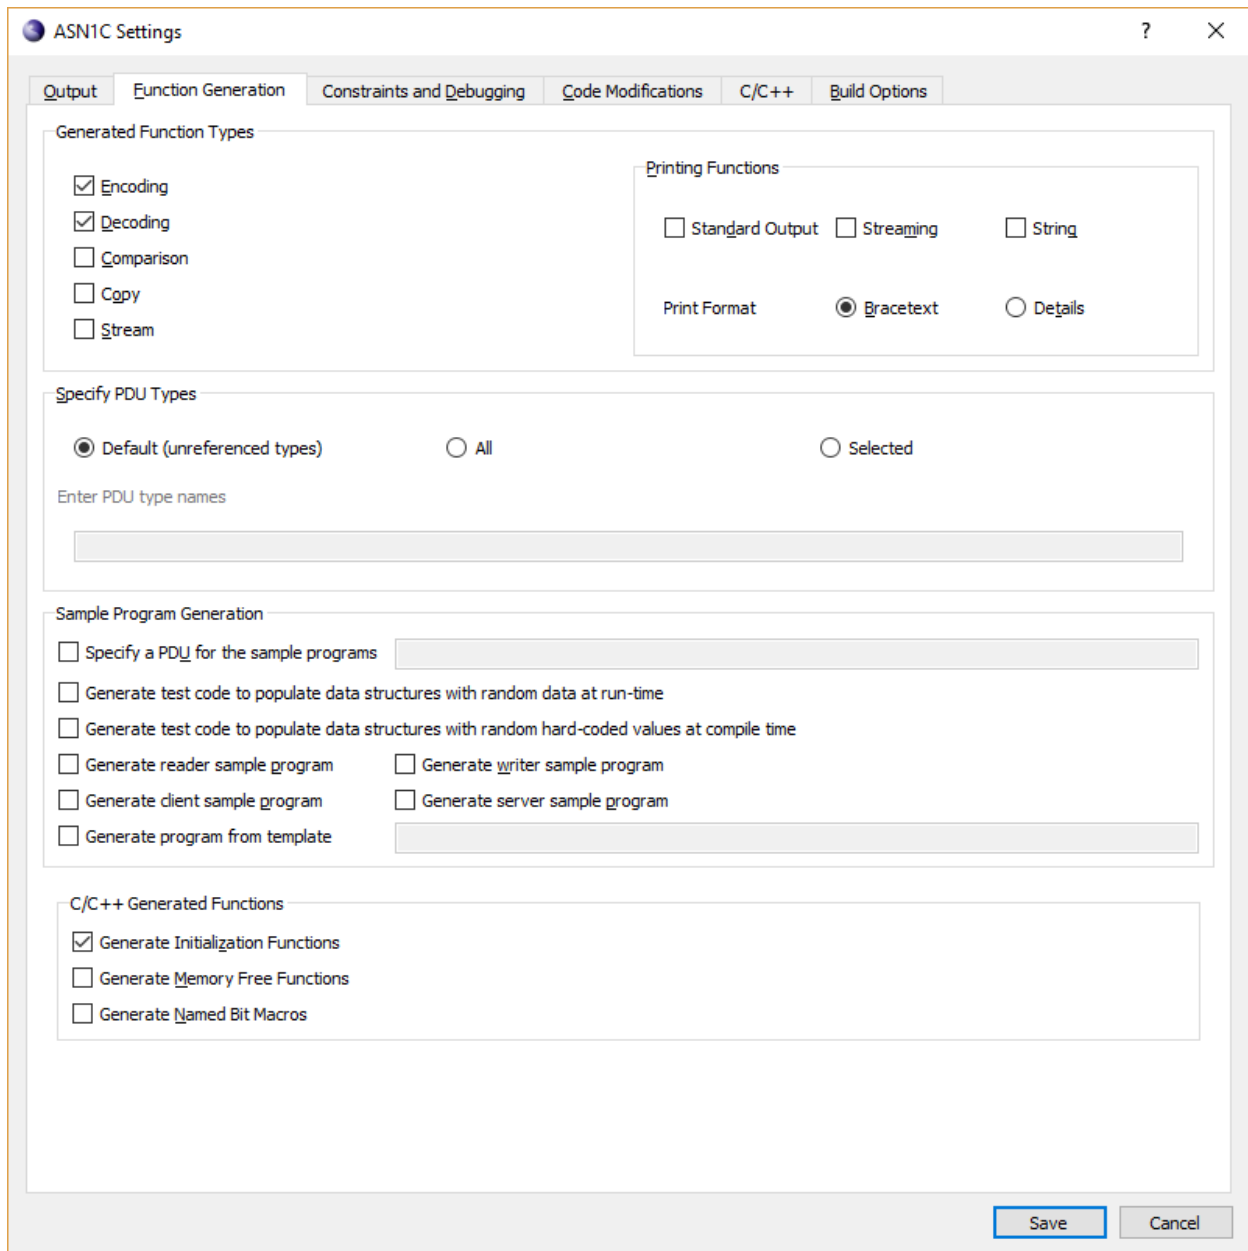 ASN1C Settings
?
Output Function Generation Constraints and Debugging Code Modifications C/C++ Build Options
Generated Function Types
Encoding
Decoding
Comparison
Copy
Stream
Printing Functions
Standard Output Streaming String
Print Format Bracetext Details
Specify PDU Types
Default (unreferenced types) All Selected
Enter PDU type names
Sample Program Generation
Specify a PDU for the sample programs
Generate test code to populate data structures with random data at run-time
Generate test code to populate data structures with random hard-coded values at compile time
Generate reader sample program Generate writer sample program
Generate client sample program Generate server sample program
Generate program from template
C/C++ Generated Functions
Generate Initialization Functions
Generate Memory Free Functions
Generate Named Bit Macros
Save Cancel